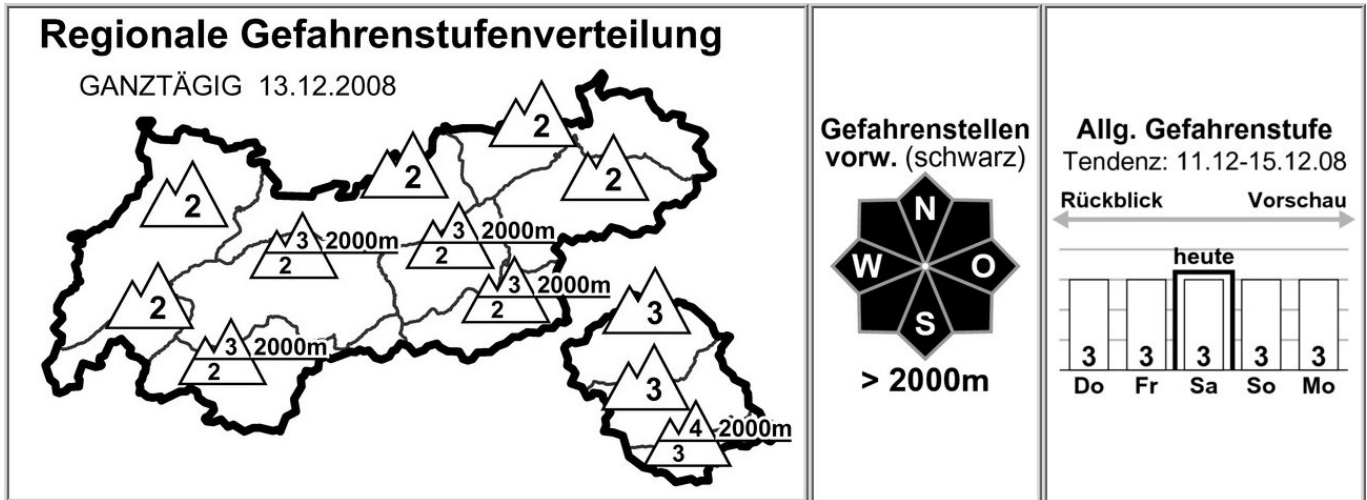 Regionale Gefahrenstufenverteilung
GANZTÄGIG 13.12.2008
2
2
2
2
3 2000m
2
3 2000m
2
3 2000m
2
2
3 2000m
2
3
3
4 2000m
3
Gefahrenstellen
vorw. (schwarz)
N
W O
S
> 2000m
Allg. Gefahrenstufe
Tendenz: 11.12-15.12.08
Rückblick Vorschau
heute
3 3 3 3 3
Do Fr Sa So Mo